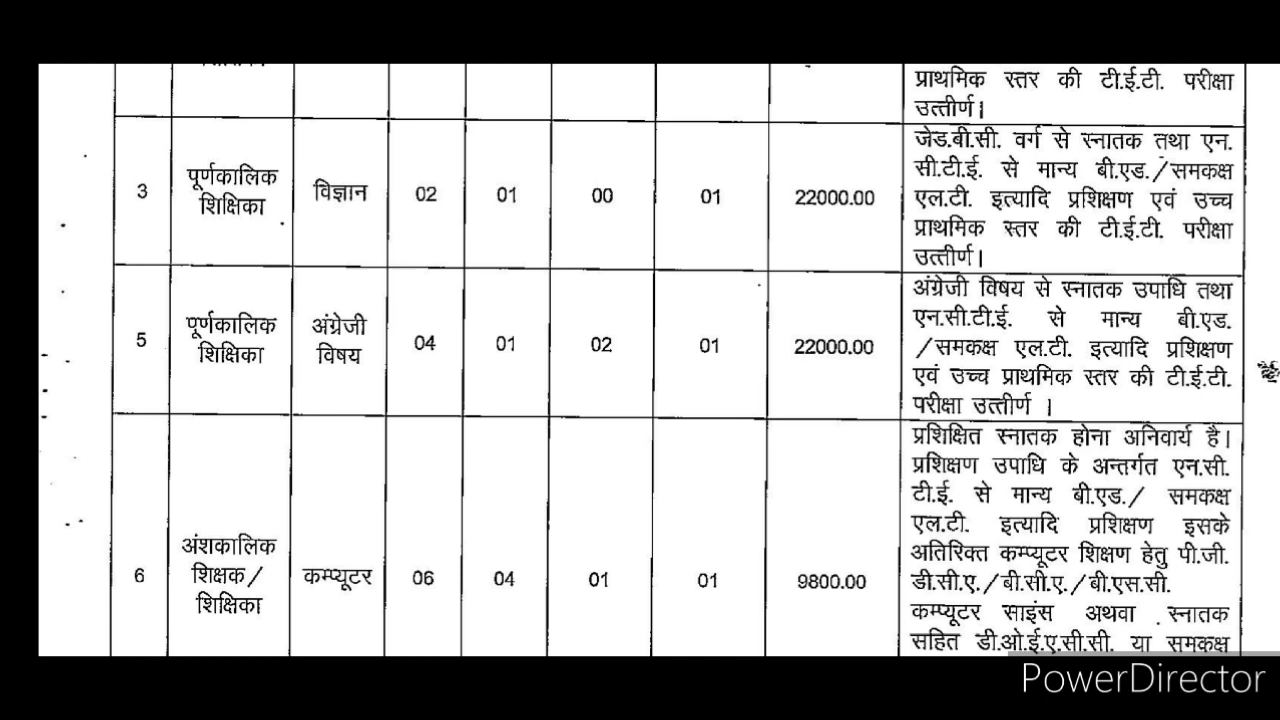 प्राथमिक स्तर की टी.ई.टी. परीक्षा
उत्तीर्ण।
3 पूर्णकालिक शिक्षिका विज्ञान 02 01 00 01 22000.00
जेड.बी.सी. वर्ग से स्नातक तथा एन.
सी.टी.ई. से मान्य बी.एड./समकक्ष
एल.टी. इत्यादि प्रशिक्षण एवं उच्च
प्राथमिक स्तर की टी.ई.टी. परीक्षा
उत्तीर्ण।
5 पूर्णकालिक शिक्षिका अंग्रेजी विषय 04 01 02 01 22000.00
अंग्रेजी विषय से स्नातक उपाधि तथा
एन.सी.टी.ई. से मान्य बी.एड.
/समकक्ष एल.टी. इत्यादि प्रशिक्षण
एवं उच्च प्राथमिक स्तर की टी.ई.टी.
परीक्षा उत्तीर्ण ।
6 अंशकालिक शिक्षक/ शिक्षिका कम्प्यूटर 06 04 01 01 9800.00
प्रशिक्षित स्नातक होना अनिवार्य है।
प्रशिक्षण उपाधि के अन्तर्गत एन.सी.
टी.ई. से मान्य बी.एड./ समकक्ष
एल.टी. इत्यादि प्रशिक्षण इसके
अतिरिक्त कम्प्यूटर शिक्षण हेतु पी.जी.
डी.सी.ए./बी.सी.ए./बी.एस.सी.
कम्प्यूटर साइंस अथवा स्नातक
सहित डी.ओ.ई.ए.सी.सी. या समकक्ष
PowerDirector